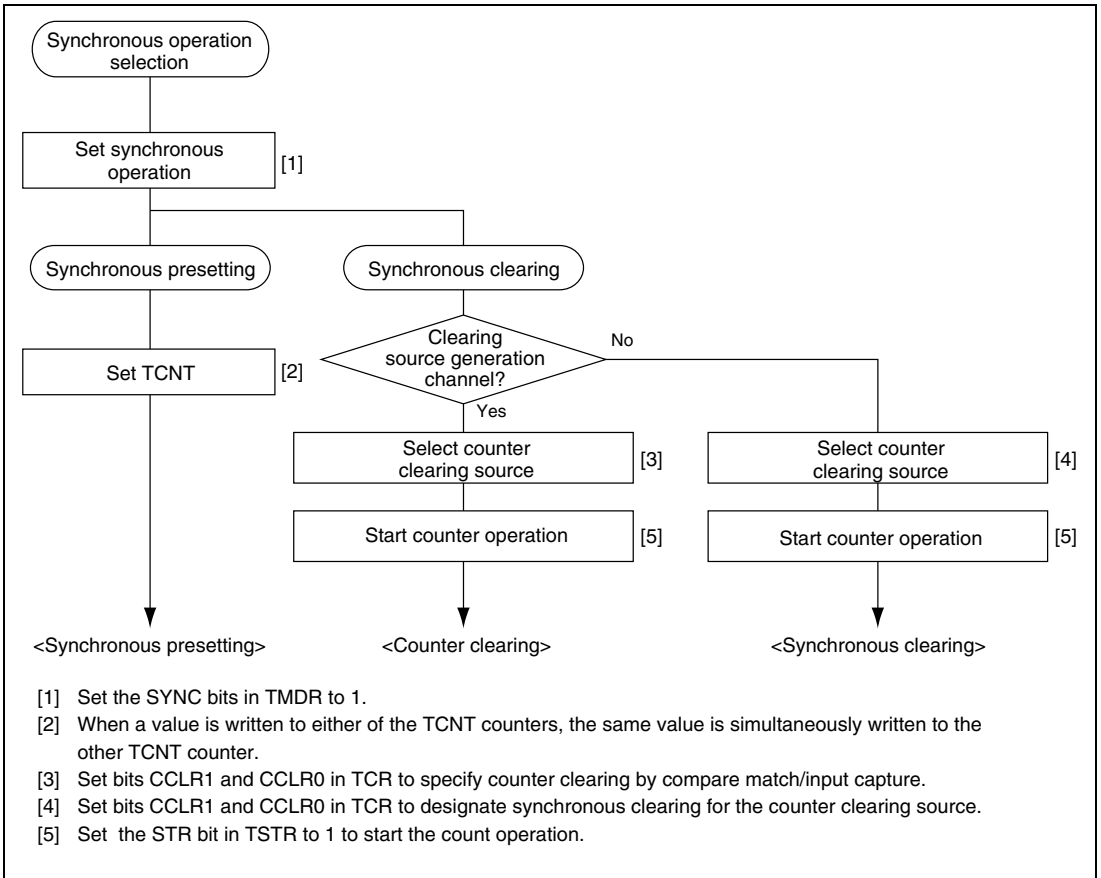 Synchronous operation
selection
Set synchronous
operation
[1]
Synchronous presetting
Synchronous clearing
Clearing
source generation
channel?
No
Set TCNT
[2]
Yes
Select counter
clearing source
[3]
Select counter
clearing source
[4]
Start counter operation
[5]
Start counter operation
[5]
<Synchronous presetting>
<Counter clearing>
<Synchronous clearing>
[1] Set the SYNC bits in TMDR to 1.
[2] When a value is written to either of the TCNT counters, the same value is simultaneously written to the
other TCNT counter.
[3] Set bits CCLR1 and CCLR0 in TCR to specify counter clearing by compare match/input capture.
[4] Set bits CCLR1 and CCLR0 in TCR to designate synchronous clearing for the counter clearing source.
[5] Set the STR bit in TSTR to 1 to start the count operation.